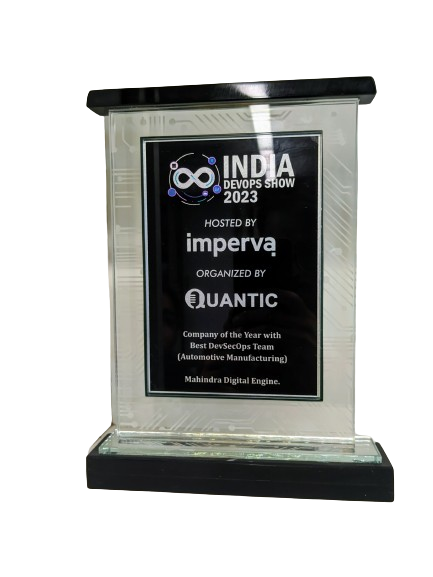 INDIA
DEVOPS SHOW
2023
HOSTED BY
imperva
ORGANIZED BY
QUANTIC
Company of the Year with
Best DevSecOps Team
(Automotive Manufacturing)
Mahindra Digital Engine.